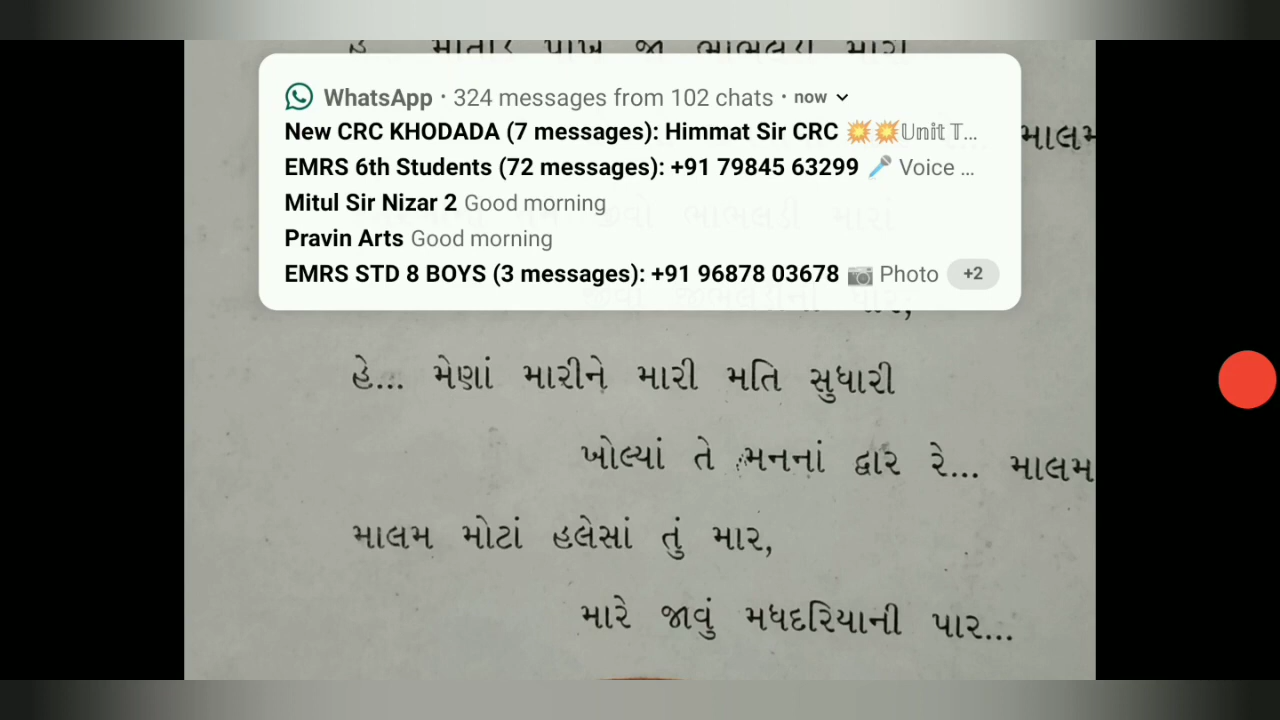 WhatsApp · 324 messages from 102 chats · now
New CRC KHODADA (7 messages): Himmat Sir CRC 💥💥𝕌𝕟𝕚𝕥 𝕋...
માલમ
EMRS 6th Students (72 messages): +91 79845 63299 🎤 Voice ...
Mitul Sir Nizar 2 Good morning
Pravin Arts Good morning
EMRS STD 8 BOYS (3 messages): +91 96878 03678 📷 Photo +2
હે... મેણાં મારીને મારી મતિ સુધારી
ખોલ્યાં તે મનનાં દ્વાર રે... માલમ
માલમ મોટાં હલેસાં તું માર,
મારે જાવું મધદરિયાની પાર...